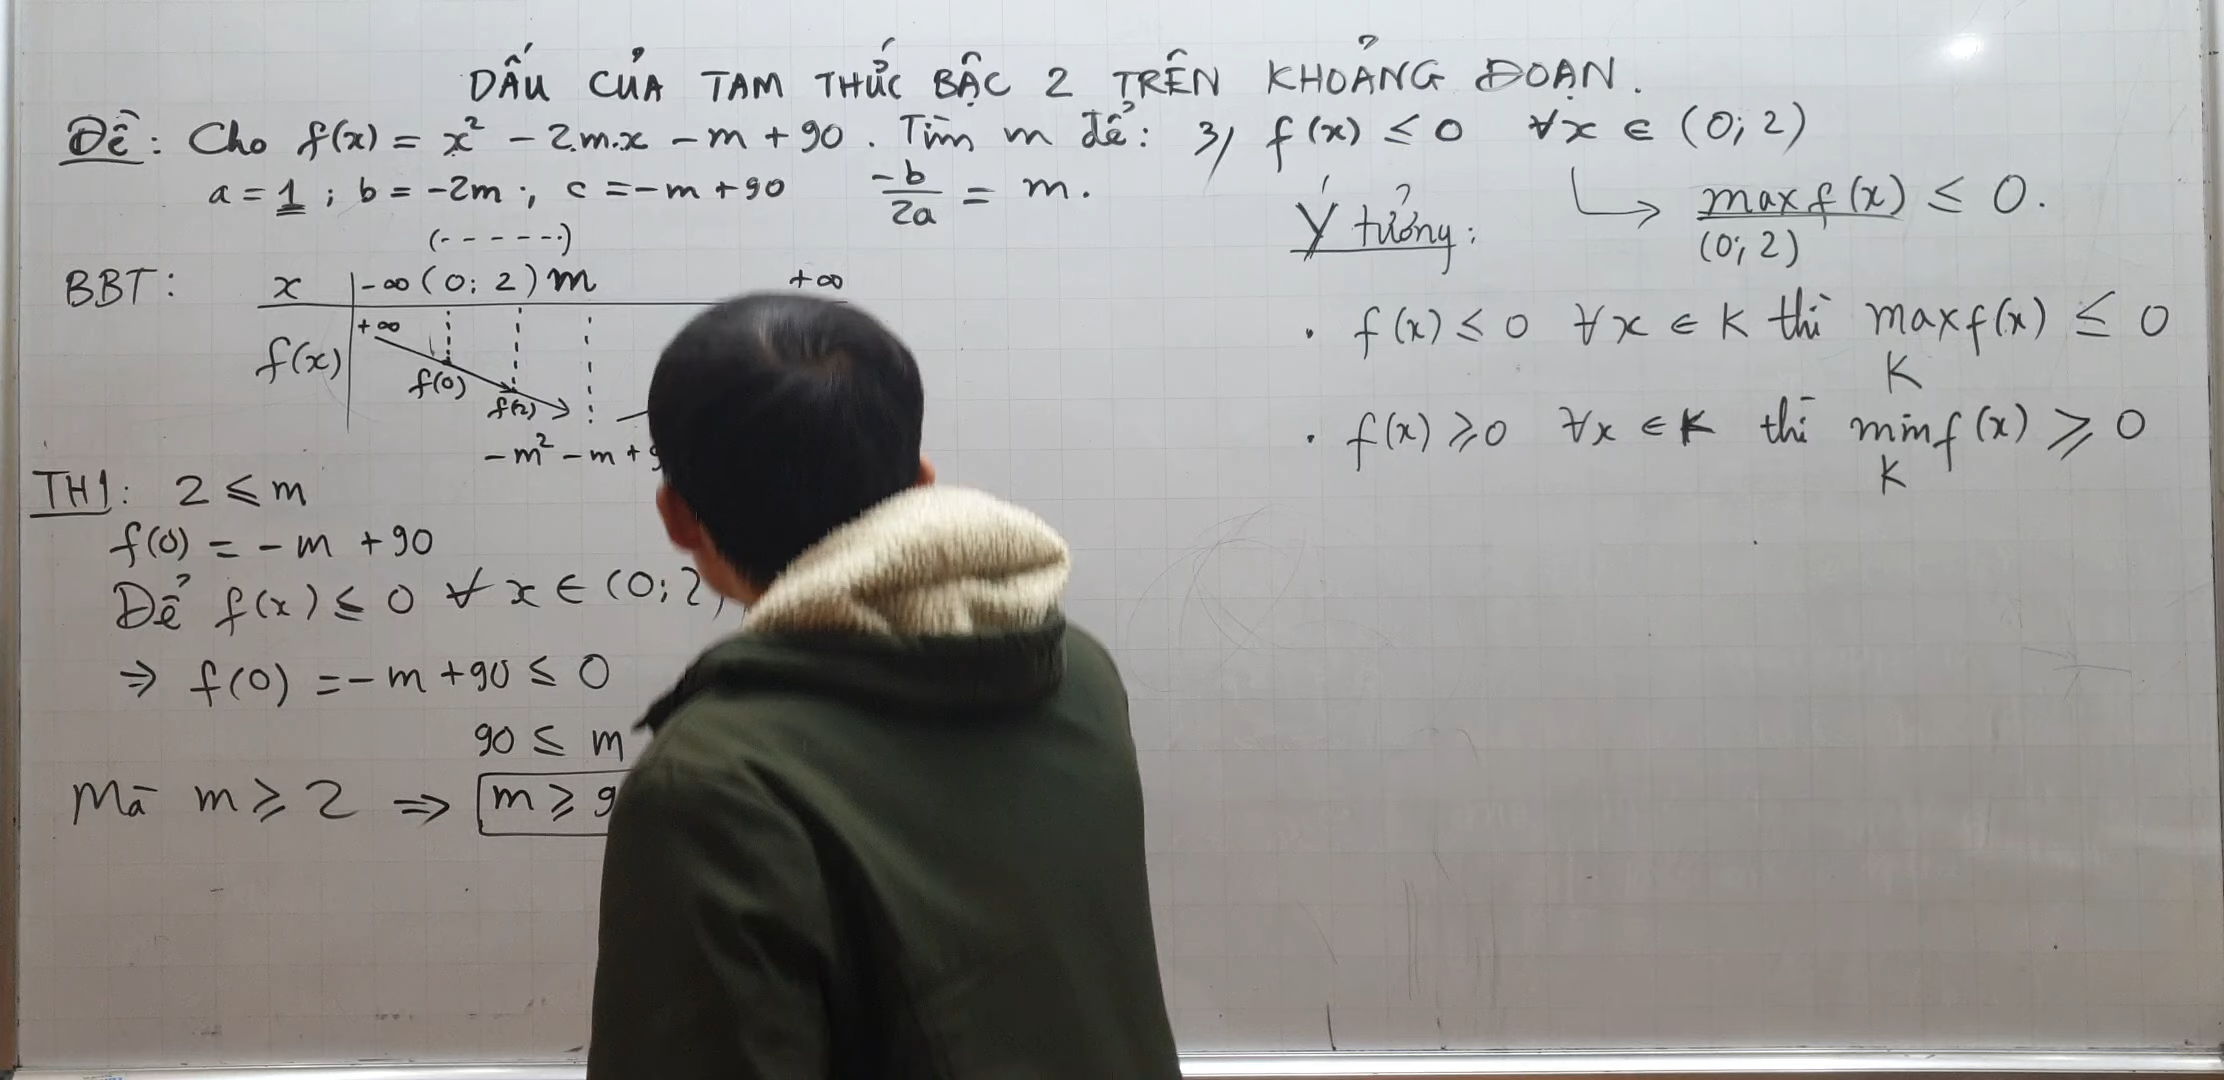 DẤU CỦA TAM THỨC BẬC 2 TRÊN KHOẢNG ĐOẠN.
Đề: Cho f(x) = x² - 2.m.x - m + 90. Tìm m để: 3) f(x) ≤ 0 ∀x ∈ (0; 2)
a = 1; b = -2m; c = -m + 90 -b/2a = m.
max f(x) ≤ 0.
(0; 2)
Ý tưởng:
(- - - - - -)
BBT: x -∞ (0; 2) m +∞
f(x) +∞ f(0) f(2)
-m² - m +
TH1: 2 ≤ m
f(0) = -m + 90
Để f(x) ≤ 0 ∀x ∈ (0; 2
⇒ f(0) = -m + 90 ≤ 0
90 ≤ m
Mà m ≥ 2 ⇒ m ≥ 9
• f(x) ≤ 0 ∀x ∈ K thì max f(x) ≤ 0
K
• f(x) ≥ 0 ∀x ∈ K thì min f(x) ≥ 0
K